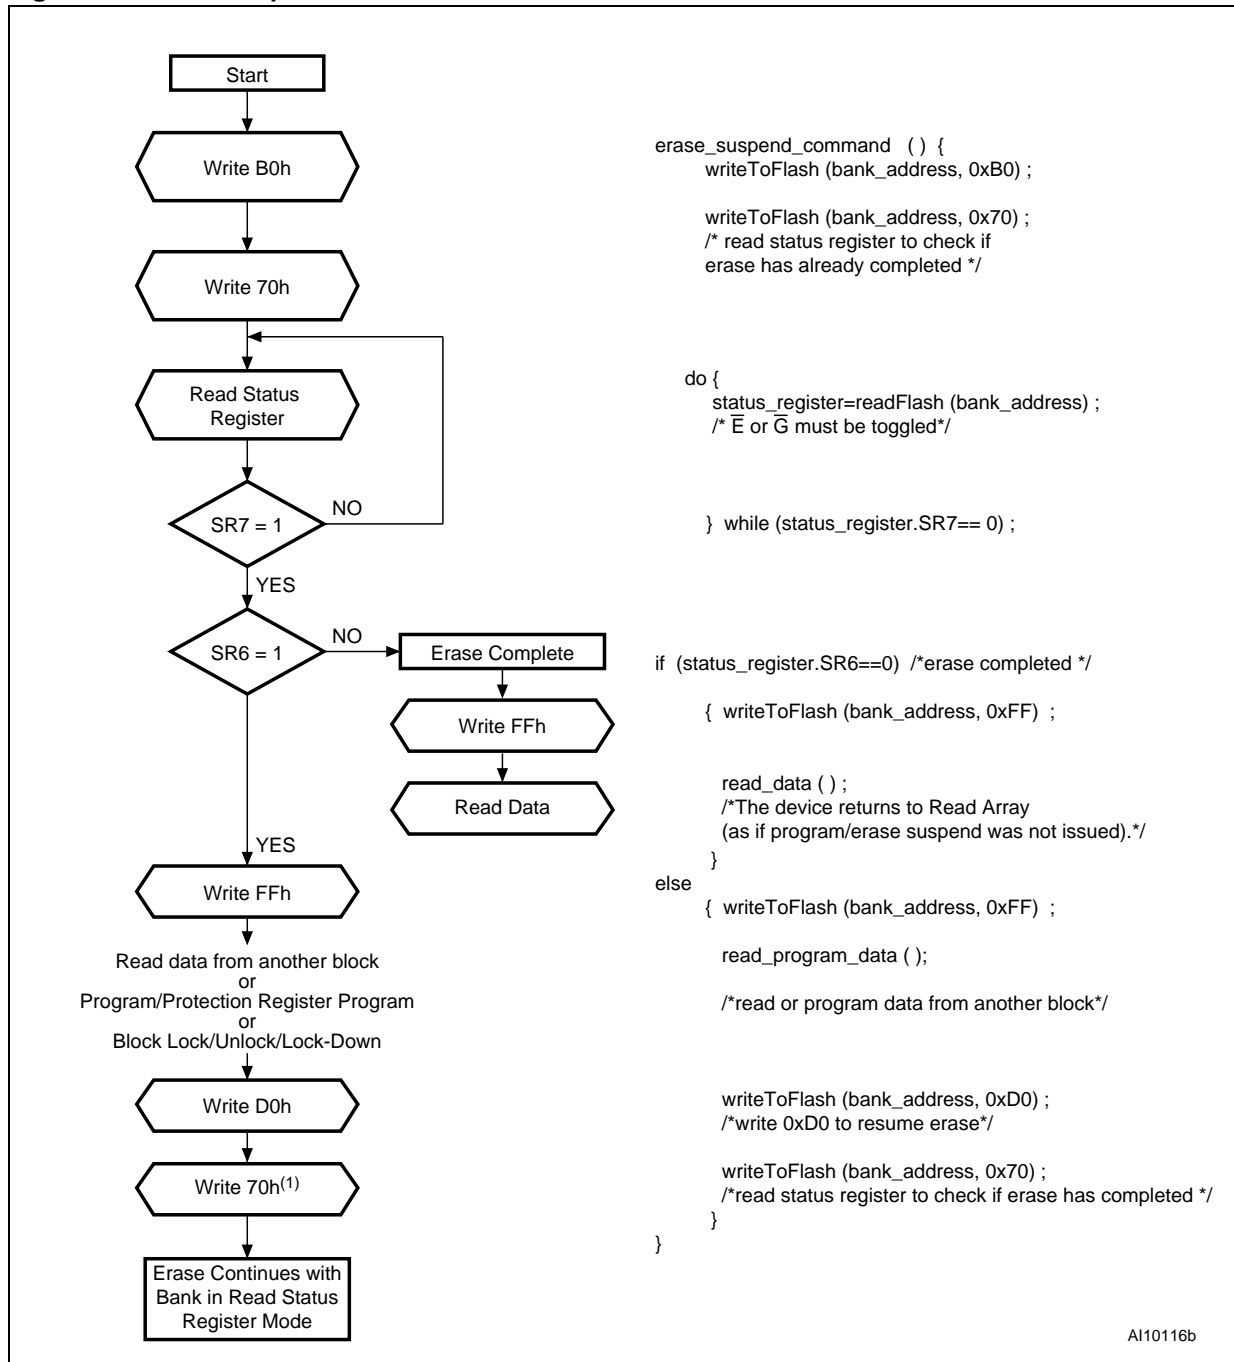 Start
Write B0h
Write 70h
Read Status
Register
SR7 = 1
NO
YES
SR6 = 1
NO
Erase Complete
Write FFh
Read Data
YES
Write FFh
Read data from another block
or
Program/Protection Register Program
or
Block Lock/Unlock/Lock-Down
Write D0h
Write 70h(1)
Erase Continues with
Bank in Read Status
Register Mode
erase_suspend_command ( ) {
writeToFlash (bank_address, 0xB0) ;
writeToFlash (bank_address, 0x70) ;
/* read status register to check if
erase has already completed */
do {
status_register=readFlash (bank_address) ;
/* E̅ or G̅ must be toggled*/
} while (status_register.SR7== 0) ;
if (status_register.SR6==0) /*erase completed */
{ writeToFlash (bank_address, 0xFF) ;
read_data ( ) ;
/*The device returns to Read Array
(as if program/erase suspend was not issued).*/
}
else
{ writeToFlash (bank_address, 0xFF) ;
read_program_data ( );
/*read or program data from another block*/
writeToFlash (bank_address, 0xD0) ;
/*write 0xD0 to resume erase*/
writeToFlash (bank_address, 0x70) ;
/*read status register to check if erase has completed */
}
}
AI10116b